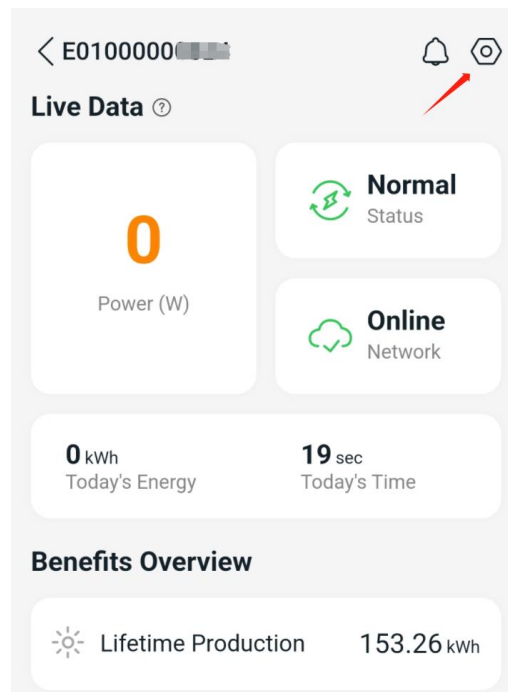 E0100000
Live Data
0
Power (W)
Normal
Status
Online
Network
0 kWh
Today's Energy
19 sec
Today's Time
Benefits Overview
Lifetime Production 153.26 kWh